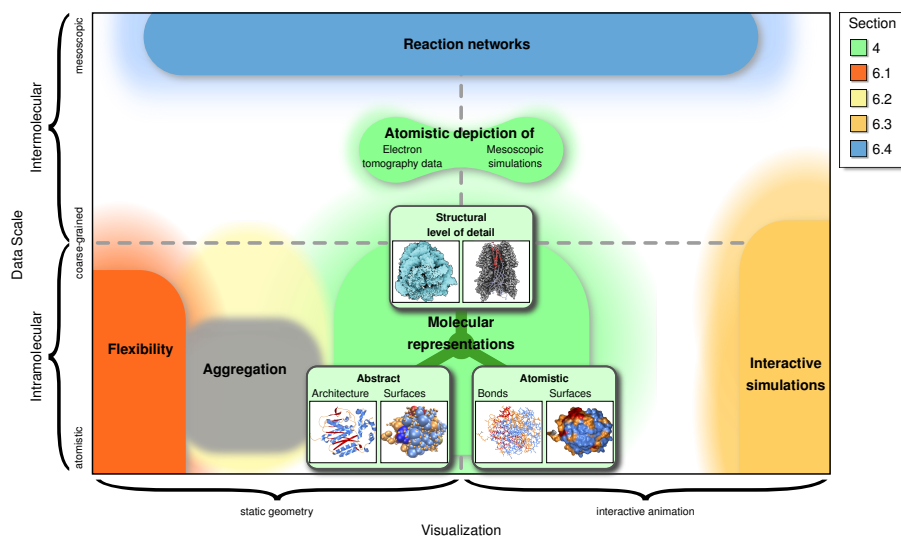 Section
4
6.1
6.2
6.3
6.4
Reaction networks
Atomistic depiction of
Electron
tomography data
Mesoscopic
simulations
Structural
level of detail
Molecular
representations
Flexibility
Aggregation
Interactive
simulations
Abstract
Architecture
Surfaces
Atomistic
Bonds
Surfaces
Data Scale
Intermolecular
Intramolecular
mesoscopic
coarse-grained
atomistic
static geometry
interactive animation
Visualization